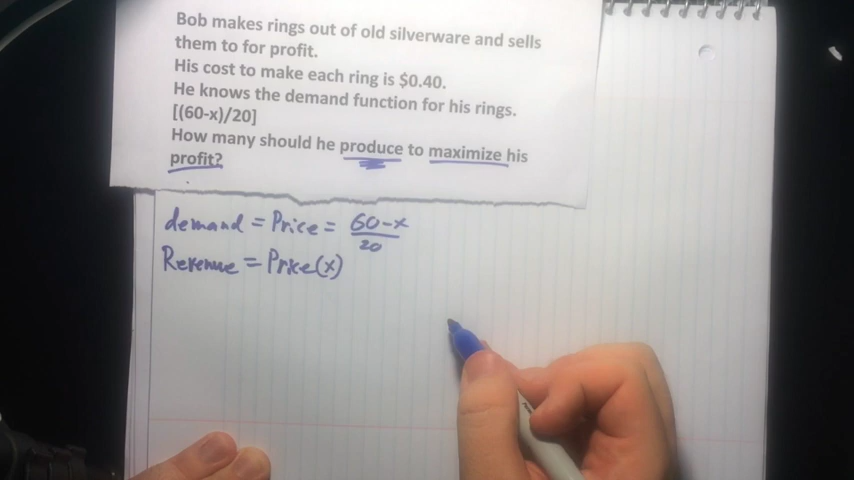 Bob makes rings out of old silverware and sells
them to for profit.
His cost to make each ring is $0.40.
He knows the demand function for his rings.
[(60-x)/20]
How many should he produce to maximize his
profit?
demand = Price = 60-x/20
Revenue = Price(x)